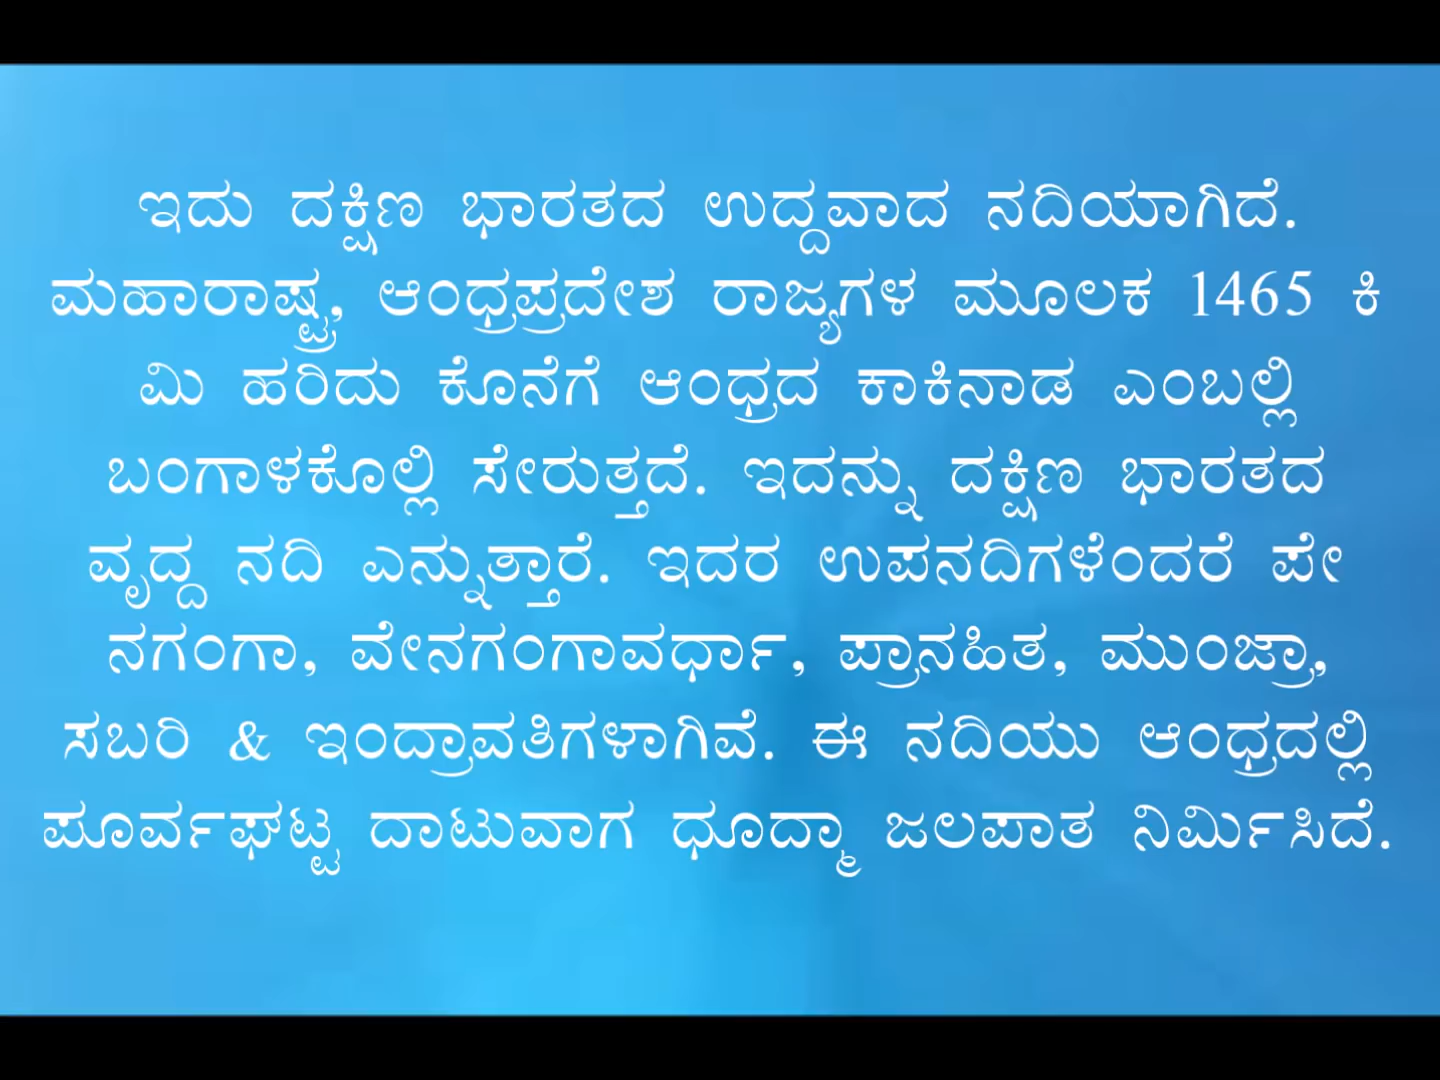 ಇದು ದಕ್ಷಿಣ ಭಾರತದ ಉದ್ದವಾದ ನದಿಯಾಗಿದೆ.
ಮಹಾರಾಷ್ಟ್ರ, ಆಂಧ್ರಪ್ರದೇಶ ರಾಜ್ಯಗಳ ಮೂಲಕ 1465 ಕಿ
ಮಿ ಹರಿದು ಕೊನೆಗೆ ಆಂಧ್ರದ ಕಾಕಿನಾಡ ಎಂಬಲ್ಲಿ
ಬಂಗಾಳಕೊಲ್ಲಿ ಸೇರುತ್ತದೆ. ಇದನ್ನು ದಕ್ಷಿಣ ಭಾರತದ
ವೃದ್ದ ನದಿ ಎನ್ನುತ್ತಾರೆ. ಇದರ ಉಪನದಿಗಳೆಂದರೆ ಪೇ
ನಗಂಗಾ, ವೇನಗಂಗಾವರ್ಧಾ, ಪ್ರಾನಹಿತ, ಮುಂಜ್ರಾ,
ಸಬರಿ & ಇಂದ್ರಾವತಿಗಳಾಗಿವೆ. ಈ ನದಿಯು ಆಂಧ್ರದಲ್ಲಿ
ಪೂರ್ವಘಟ್ಟ ದಾಟುವಾಗ ಧೂದ್ಮಾ ಜಲಪಾತ ನಿರ್ಮಿಸಿದೆ.